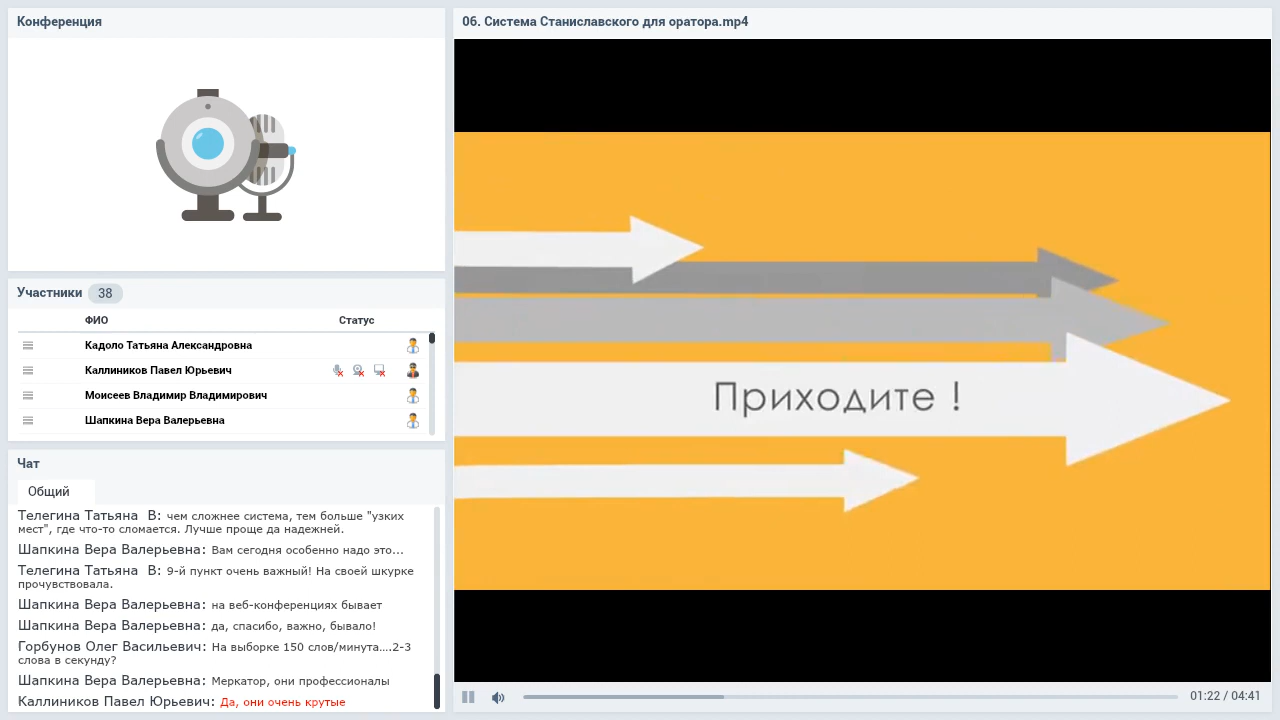 Конференция
06. Система Станиславского для оратора.mp4
Приходите !
Участники 38
ФИО Статус
Кадоло Татьяна Александровна
Каллиников Павел Юрьевич
Моисеев Владимир Владимирович
Шапкина Вера Валерьевна
Чат
Общий
Телегина Татьяна В: чем сложнее система, тем больше "узких
мест", где что-то сломается. Лучше проще да надежней.
Шапкина Вера Валерьевна: Вам сегодня особенно надо это...
Телегина Татьяна В: 9-й пункт очень важный! На своей шкурке
прочувствовала.
Шапкина Вера Валерьевна: на веб-конференциях бывает
Шапкина Вера Валерьевна: да, спасибо, важно, бывало!
Горбунов Олег Васильевич: На выборке 150 слов/минута....2-3
слова в секунду?
Шапкина Вера Валерьевна: Меркатор, они профессионалы
Каллиников Павел Юрьевич: Да, они очень крутые
01:22 / 04:41